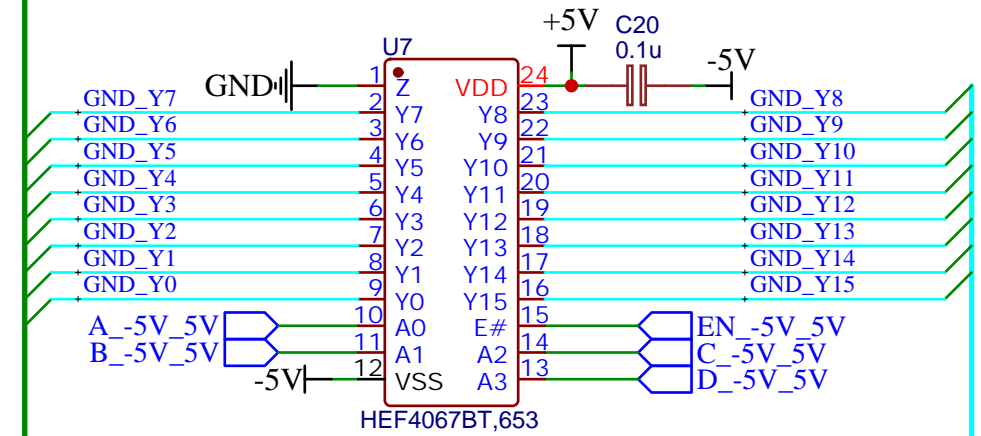 +5V C20
0.1u
-5V
U7
GND 1 Z VDD 24
GND_Y7 2 Y7 Y8 23 GND_Y8
GND_Y6 3 Y6 Y9 22 GND_Y9
GND_Y5 4 Y5 Y10 21 GND_Y10
GND_Y4 5 Y4 Y11 20 GND_Y11
GND_Y3 6 Y3 Y12 19 GND_Y12
GND_Y2 7 Y2 Y13 18 GND_Y13
GND_Y1 8 Y1 Y14 17 GND_Y14
GND_Y0 9 Y0 Y15 16 GND_Y15
A_-5V_5V 10 A0 E# 15 EN_-5V_5V
B_-5V_5V 11 A1 A2 14 C_-5V_5V
-5V 12 VSS A3 13 D_-5V_5V
HEF4067BT,653